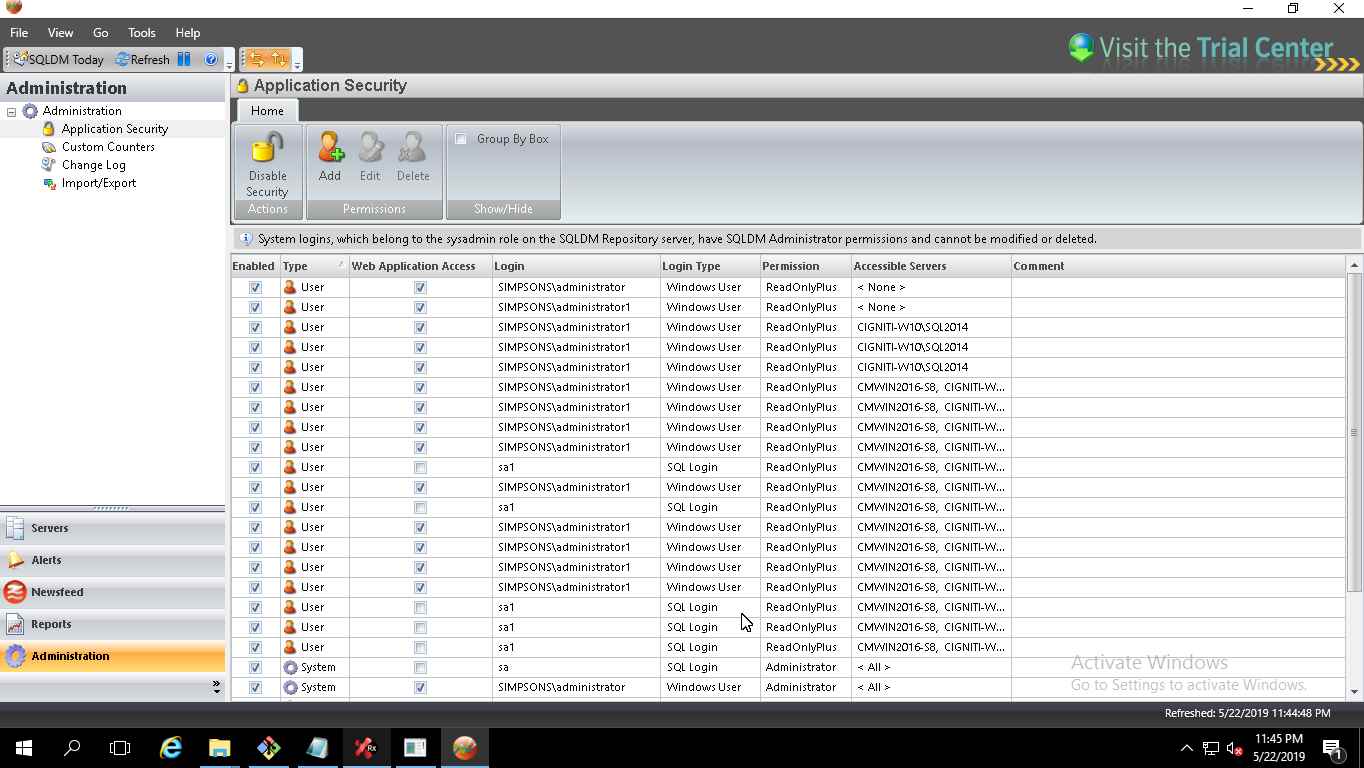 File View Go Tools Help
SQLDM Today Refresh
Visit the Trial Center
Administration
Application Security
Administration
Application Security
Custom Counters
Change Log
Import/Export
Home
Disable Security
Add Edit Delete
Group By Box
Actions Permissions Show/Hide
System logins, which belong to the sysadmin role on the SQLDM Repository server, have SQLDM Administrator permissions and cannot be modified or deleted.
Enabled Type Web Application Access Login Login Type Permission Accessible Servers Comment
User SIMPSONS\administrator Windows User ReadOnlyPlus < None >
User SIMPSONS\administrator1 Windows User ReadOnlyPlus < None >
User SIMPSONS\administrator1 Windows User ReadOnlyPlus CIGNITI-W10\SQL2014
User SIMPSONS\administrator1 Windows User ReadOnlyPlus CIGNITI-W10\SQL2014
User SIMPSONS\administrator1 Windows User ReadOnlyPlus CIGNITI-W10\SQL2014
User SIMPSONS\administrator1 Windows User ReadOnlyPlus CMWIN2016-S8, CIGNITI-W...
User SIMPSONS\administrator1 Windows User ReadOnlyPlus CMWIN2016-S8, CIGNITI-W...
User SIMPSONS\administrator1 Windows User ReadOnlyPlus CMWIN2016-S8, CIGNITI-W...
User SIMPSONS\administrator1 Windows User ReadOnlyPlus CMWIN2016-S8, CIGNITI-W...
User sa1 SQL Login ReadOnlyPlus CMWIN2016-S8, CIGNITI-W...
User SIMPSONS\administrator1 Windows User ReadOnlyPlus CMWIN2016-S8, CIGNITI-W...
User sa1 SQL Login ReadOnlyPlus CMWIN2016-S8, CIGNITI-W...
User SIMPSONS\administrator1 Windows User ReadOnlyPlus CMWIN2016-S8, CIGNITI-W...
User SIMPSONS\administrator1 Windows User ReadOnlyPlus CMWIN2016-S8, CIGNITI-W...
User SIMPSONS\administrator1 Windows User ReadOnlyPlus CMWIN2016-S8, CIGNITI-W...
User SIMPSONS\administrator1 Windows User ReadOnlyPlus CMWIN2016-S8, CIGNITI-W...
User sa1 SQL Login ReadOnlyPlus CMWIN2016-S8, CIGNITI-W...
User sa1 SQL Login ReadOnlyPlus CMWIN2016-S8, CIGNITI-W...
User sa1 SQL Login ReadOnlyPlus CMWIN2016-S8, CIGNITI-W...
System sa SQL Login Administrator < All >
System SIMPSONS\administrator Windows User Administrator < All >
Servers
Alerts
Newsfeed
Reports
Administration
Activate Windows
Go to Settings to activate Windows.
Refreshed: 5/22/2019 11:44:48 PM
Rx
11:45 PM
5/22/2019
1